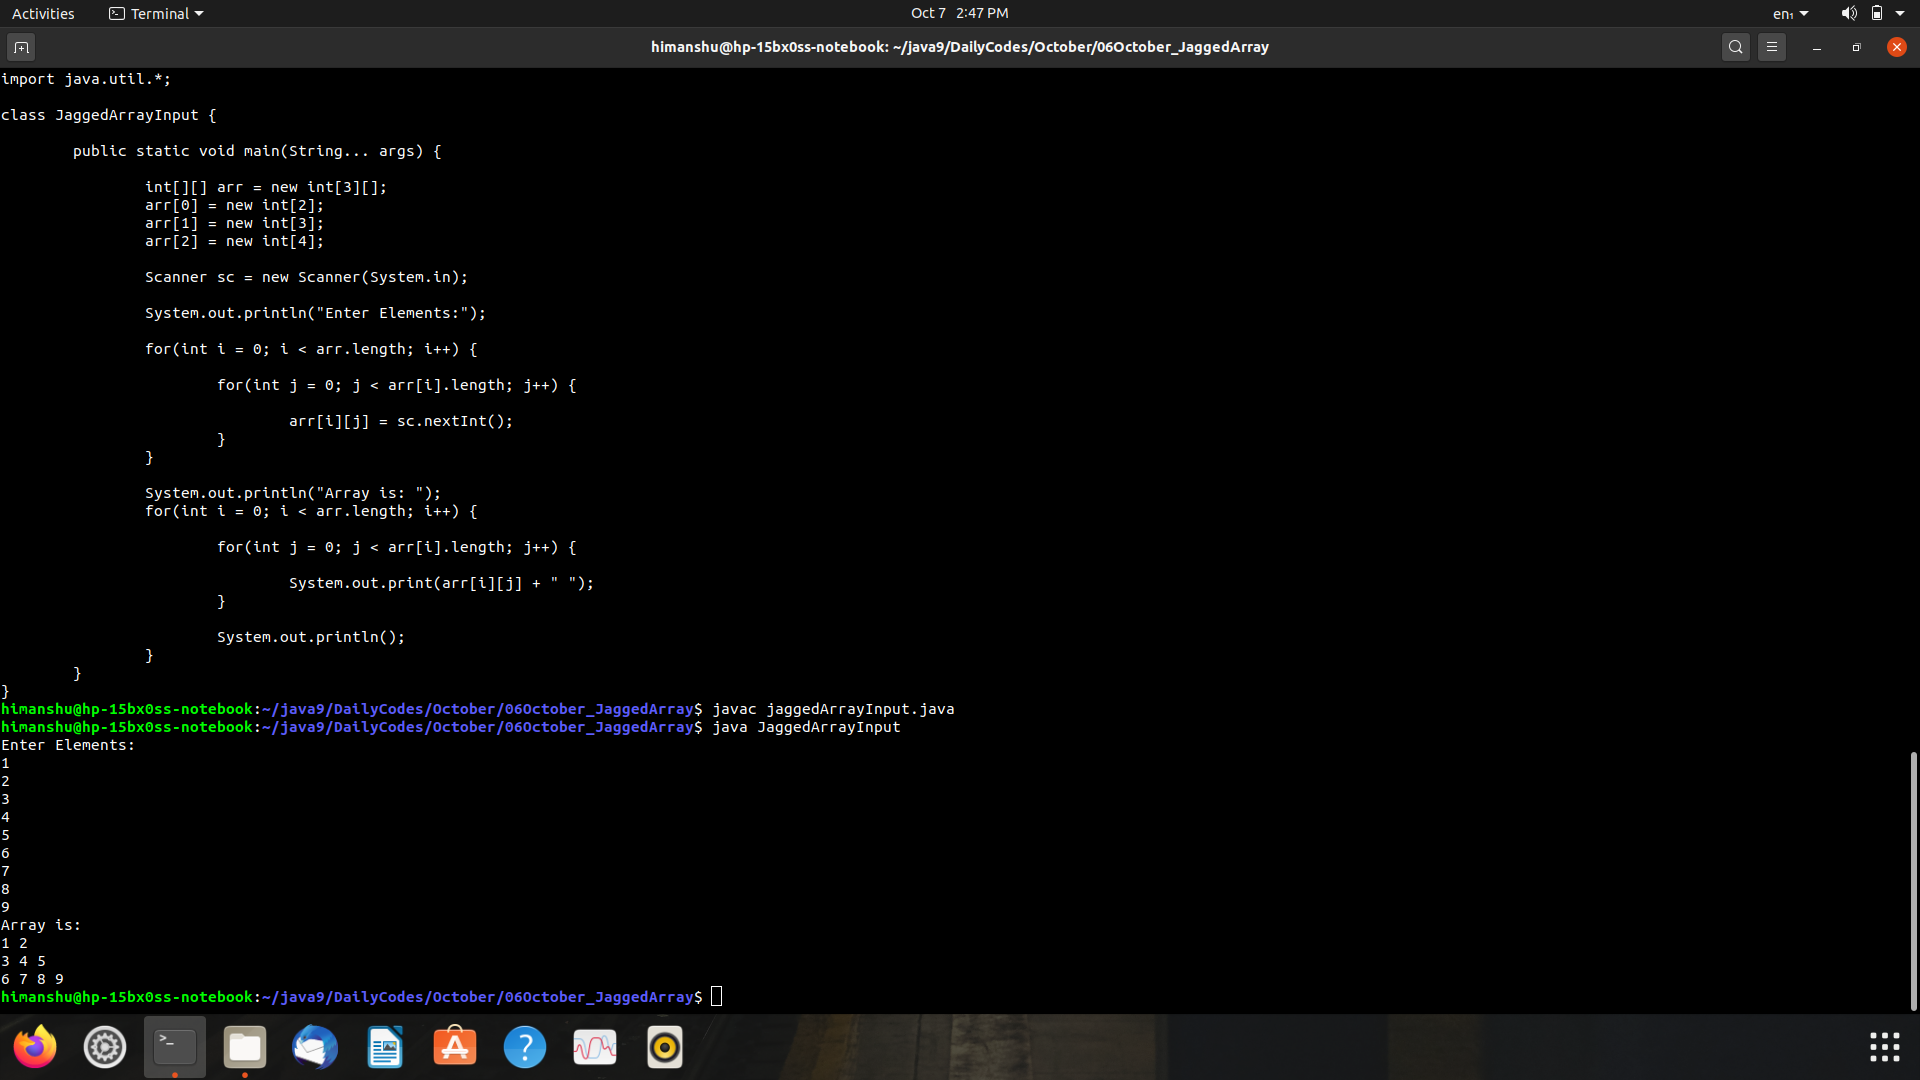 Activities Terminal Oct 7 2:47 PM en₁
himanshu@hp-15bx0ss-notebook: ~/java9/DailyCodes/October/06October_JaggedArray
import java.util.*;
class JaggedArrayInput {
public static void main(String... args) {
int[][] arr = new int[3][];
arr[0] = new int[2];
arr[1] = new int[3];
arr[2] = new int[4];
Scanner sc = new Scanner(System.in);
System.out.println("Enter Elements:");
for(int i = 0; i < arr.length; i++) {
for(int j = 0; j < arr[i].length; j++) {
arr[i][j] = sc.nextInt();
}
}
System.out.println("Array is: ");
for(int i = 0; i < arr.length; i++) {
for(int j = 0; j < arr[i].length; j++) {
System.out.print(arr[i][j] + " ");
}
System.out.println();
}
}
}
himanshu@hp-15bx0ss-notebook:~/java9/DailyCodes/October/06October_JaggedArray$ javac jaggedArrayInput.java
himanshu@hp-15bx0ss-notebook:~/java9/DailyCodes/October/06October_JaggedArray$ java JaggedArrayInput
Enter Elements:
1
2
3
4
5
6
7
8
9
Array is:
1 2
3 4 5
6 7 8 9
himanshu@hp-15bx0ss-notebook:~/java9/DailyCodes/October/06October_JaggedArray$